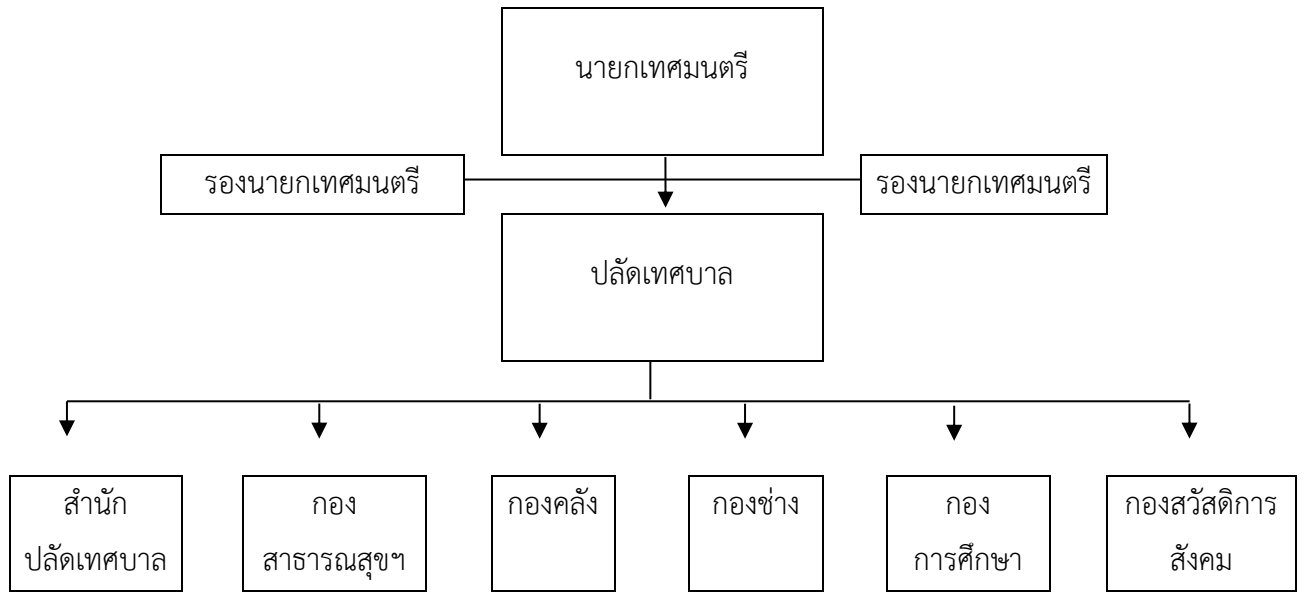 นายกเทศมนตรี
รองนายกเทศมนตรี
รองนายกเทศมนตรี
ปลัดเทศบาล
สำนัก
ปลัดเทศบาล
กอง
สาธารณสุขฯ
กองคลัง
กองช่าง
กอง
การศึกษา
กองสวัสดิการ
สังคม